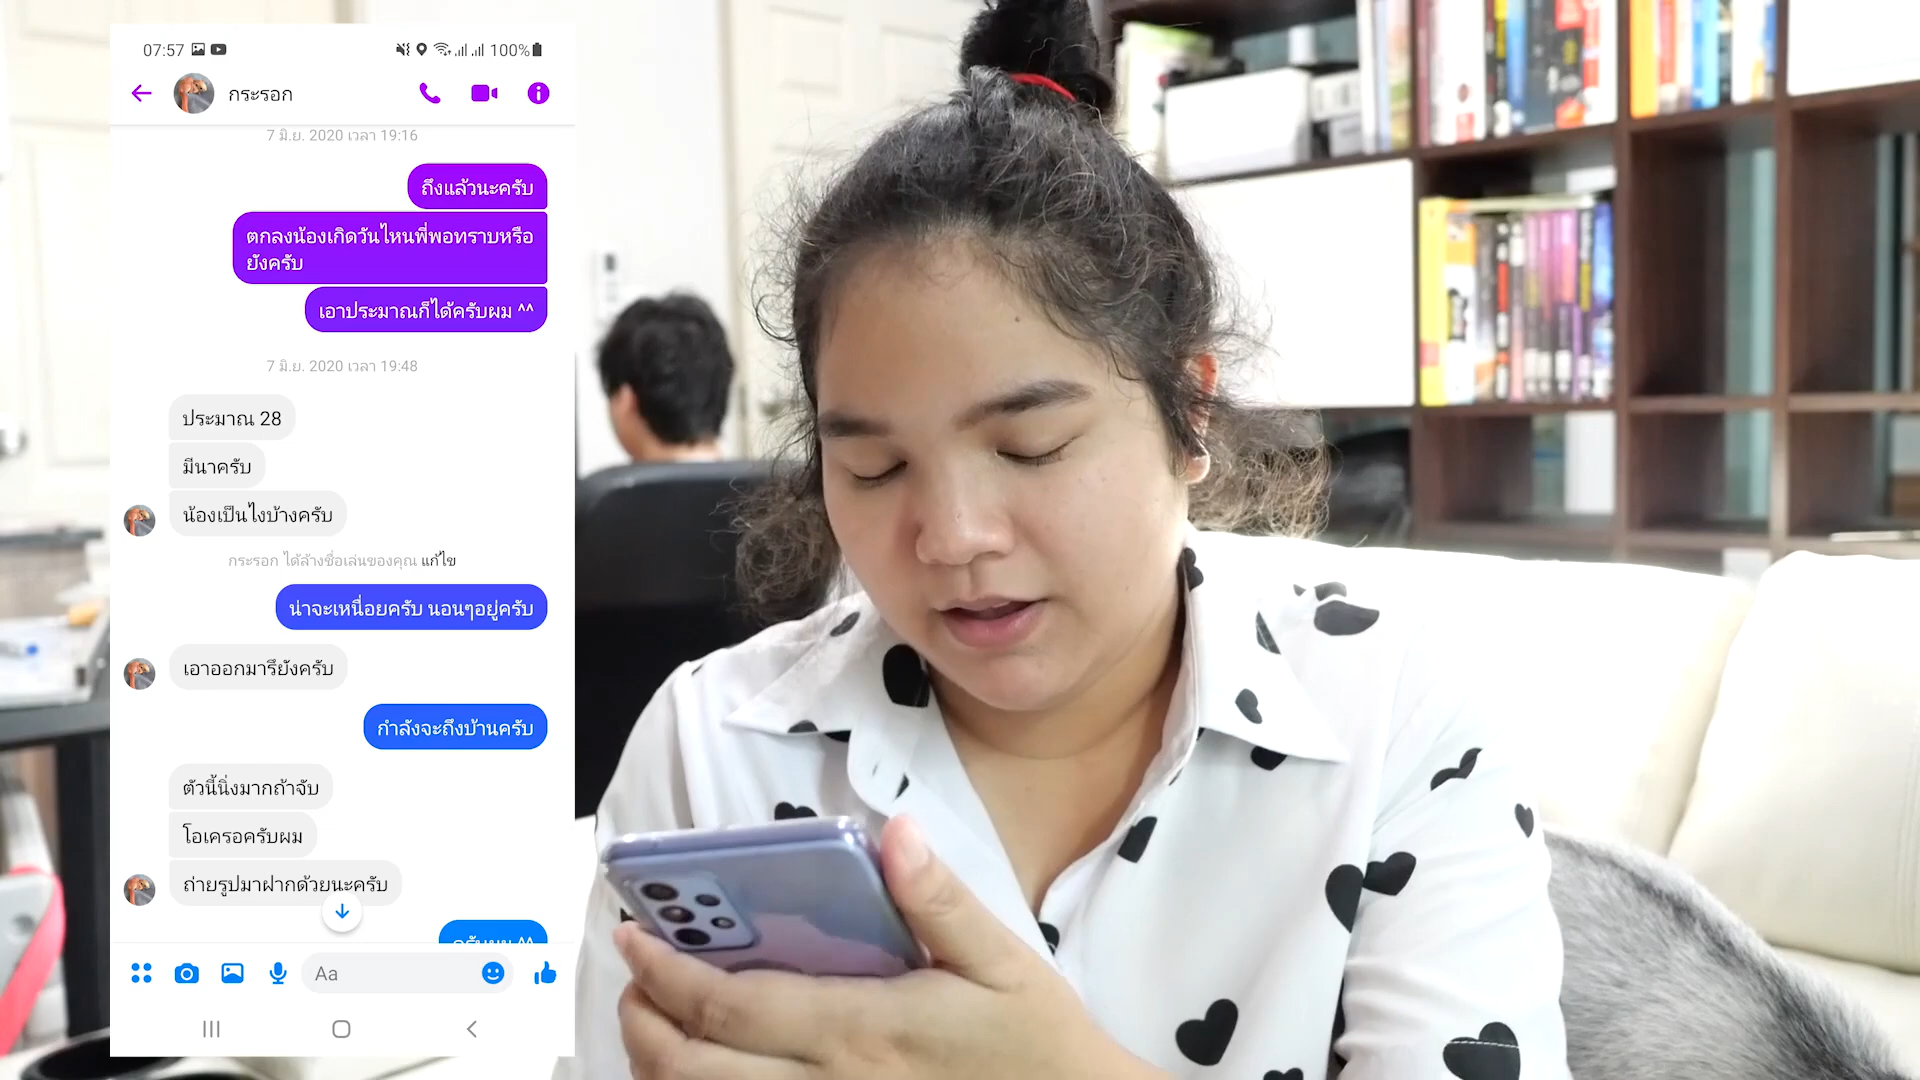 07:57 100%
กระรอก
7 มิ.ย. 2020 เวลา 19:16
ถึงแล้วนะครับ
ตกลงน้องเกิดวันไหนพี่พอทราบหรือ
ยังครับ
เอาประมาณก็ได้ครับผม ^^
7 มิ.ย. 2020 เวลา 19:48
ประมาณ 28
มีนาครับ
น้องเป็นไงบ้างครับ
กระรอก ได้ล้างชื่อเล่นของคุณ แก้ไข
น่าจะเหนื่อยครับ นอนๆอยู่ครับ
เอาออกมารึยังครับ
กำลังจะถึงบ้านครับ
ตัวนี้นิ่งมากถ้าจับ
โอเครอครับผม
ถ่ายรูปมาฝากด้วยนะครับ
ครับผม ^^
Aa